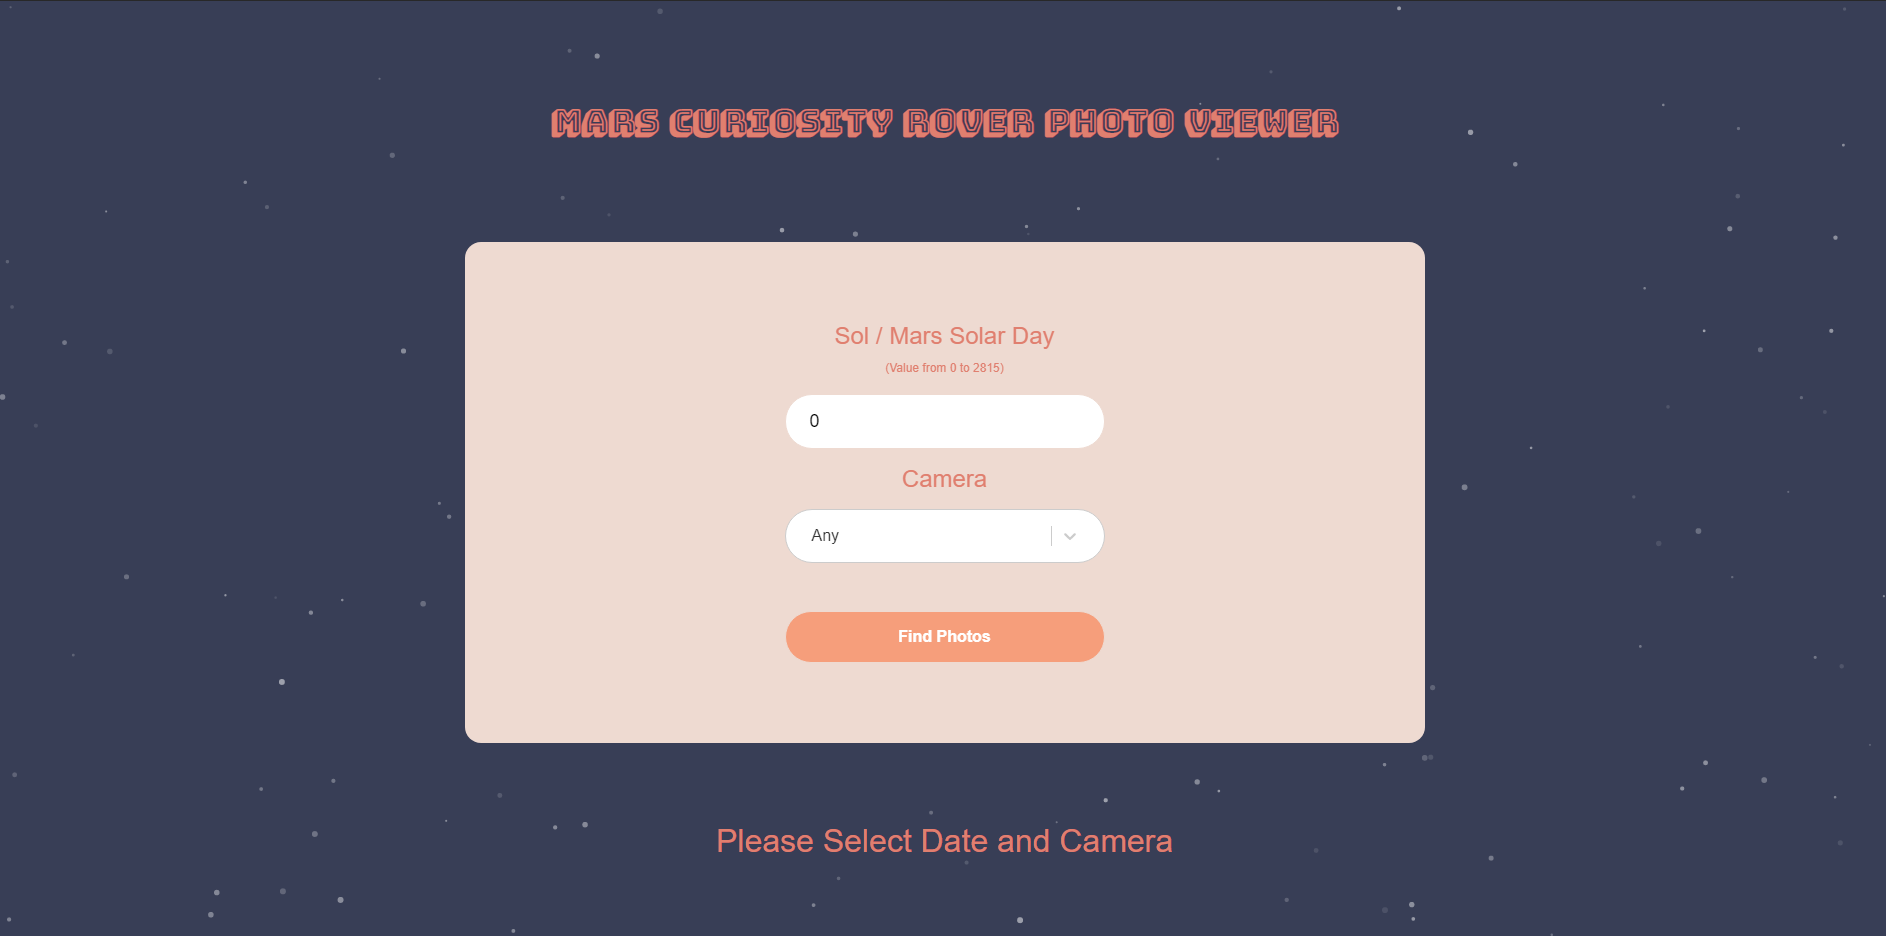 MARS CURIOSITY ROVER PHOTO VIEWER
Sol / Mars Solar Day
(Value from 0 to 2815)
0
Camera
Any
Find Photos
Please Select Date and Camera